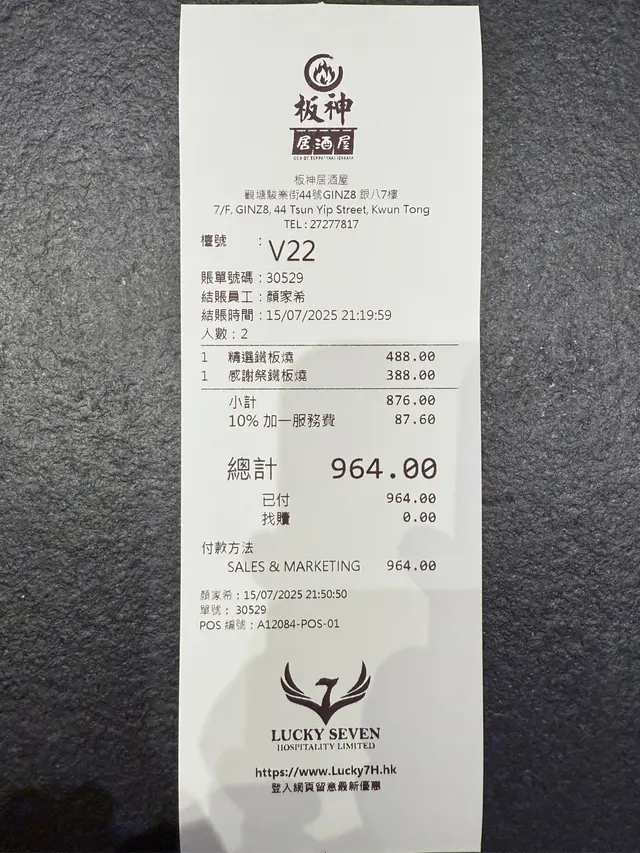 板神
居酒屋
GOD OF TEPPANYAKI IZAKAYA
板神居酒屋
觀塘駿業街44號GINZ8 銀八7樓
7/F, GINZ8, 44 Tsun Yip Street, Kwun Tong
TEL : 27277817
檯號 : V22
賬單號碼 : 30529
結賬員工 : 顏家希
結賬時間 : 15/07/2025 21:19:59
人數 : 2
1 精選鐵板燒 488.00
1 感謝祭鐵板燒 388.00
小計 876.00
10% 加一服務費 87.60
總計 964.00
已付 964.00
找贖 0.00
付款方法
SALES & MARKETING 964.00
顏家希 : 15/07/2025 21:50:50
單號 : 30529
POS 編號 : A12084-POS-01
LUCKY SEVEN
HOSPITALITY LIMITED
https://www.Lucky7H.hk
登入網頁留意最新優惠